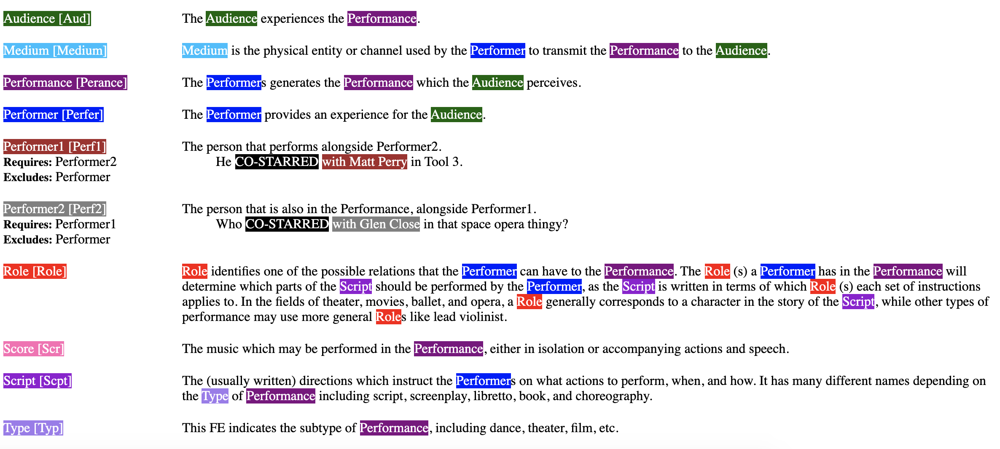 Audience [Aud] The Audience experiences the Performance.
Medium [Medium] Medium is the physical entity or channel used by the Performer to transmit the Performance to the Audience.
Performance [Perance] The Performers generates the Performance which the Audience perceives.
Performer [Perfer] The Performer provides an experience for the Audience.
Performer1 [Perf1] The person that performs alongside Performer2.
Requires: Performer2 He CO-STARRED with Matt Perry in Tool 3.
Excludes: Performer
Performer2 [Perf2] The person that is also in the Performance, alongside Performer1.
Requires: Performer1 Who CO-STARRED with Glen Close in that space opera thingy?
Excludes: Performer
Role [Role] Role identifies one of the possible relations that the Performer can have to the Performance. The Role (s) a Performer has in the Performance will
determine which parts of the Script should be performed by the Performer, as the Script is written in terms of which Role (s) each set of instructions
applies to. In the fields of theater, movies, ballet, and opera, a Role generally corresponds to a character in the story of the Script, while other types of
performance may use more general Roles like lead violinist.
Score [Scr] The music which may be performed in the Performance, either in isolation or accompanying actions and speech.
Script [Scpt] The (usually written) directions which instruct the Performers on what actions to perform, when, and how. It has many different names depending on
the Type of Performance including script, screenplay, libretto, book, and choreography.
Type [Typ] This FE indicates the subtype of Performance, including dance, theater, film, etc.